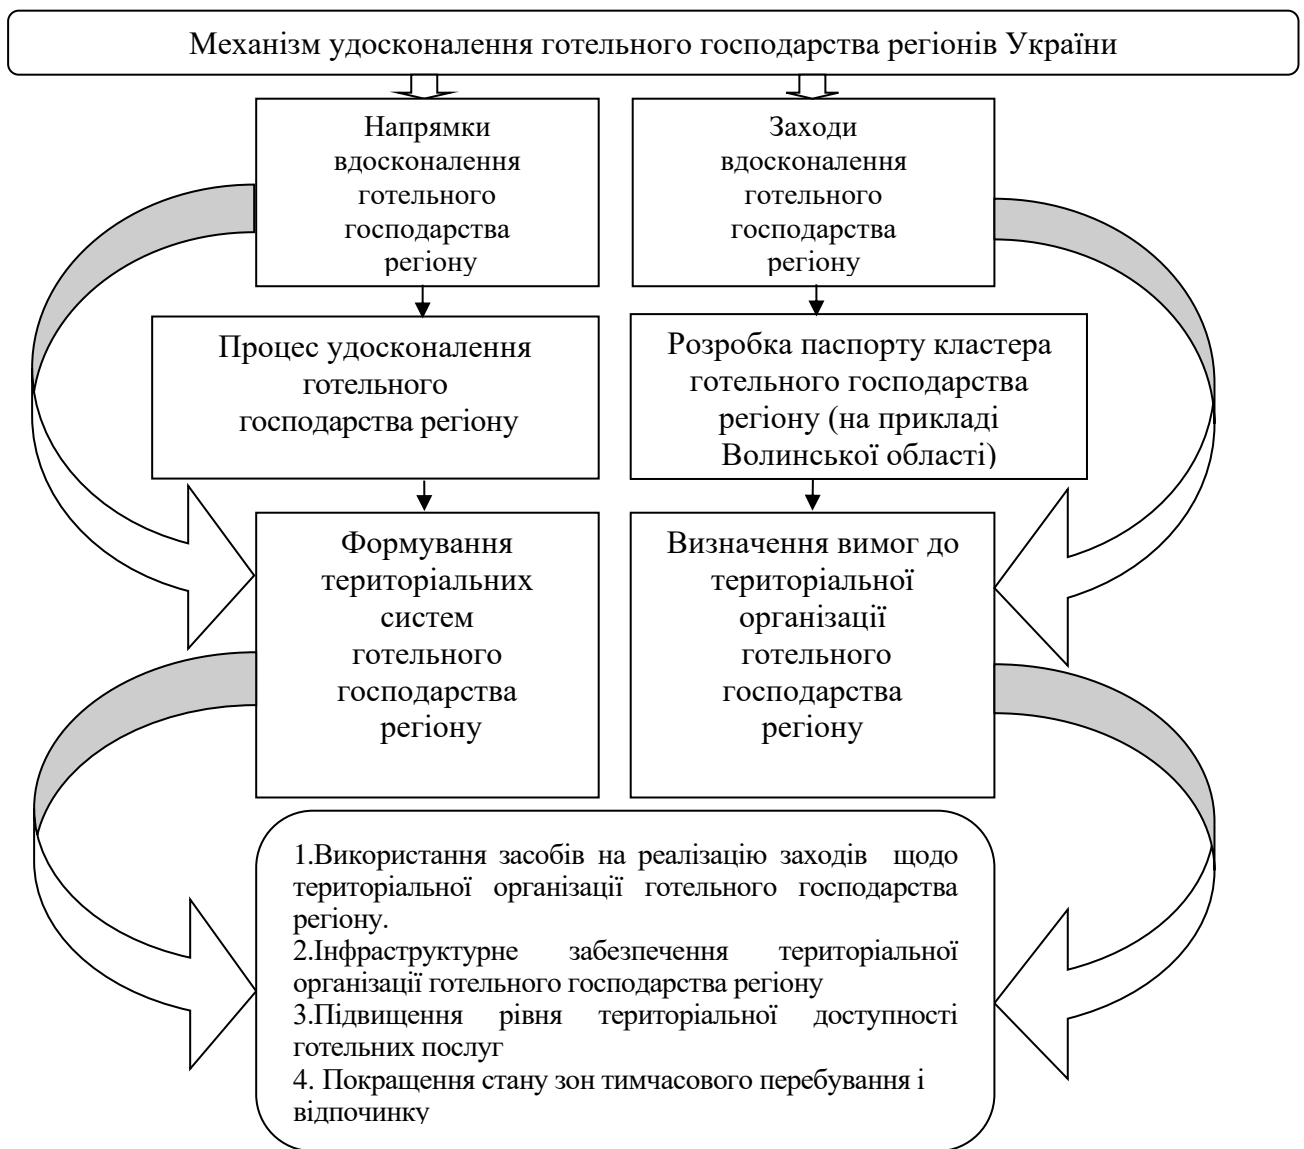 Механізм удосконалення готельного господарства регіонів України
Напрямки
вдосконалення
готельного
господарства
регіону
Заходи
вдосконалення
готельного
господарства
регіону
Процес удосконалення
готельного
господарства регіону
Розробка паспорту кластера
готельного господарства
регіону (на прикладі
Волинської області)
Формування
територіальних
систем
готельного
господарства
регіону
Визначення вимог до
територіальної
організації
готельного
господарства
регіону
1.Використання засобів на реалізацію заходів щодо
територіальної організації готельного господарства
регіону.
2.Інфраструктурне забезпечення територіальної
організації готельного господарства регіону
3.Підвищення рівня територіальної доступності
готельних послуг
4. Покращення стану зон тимчасового перебування і
відпочинку